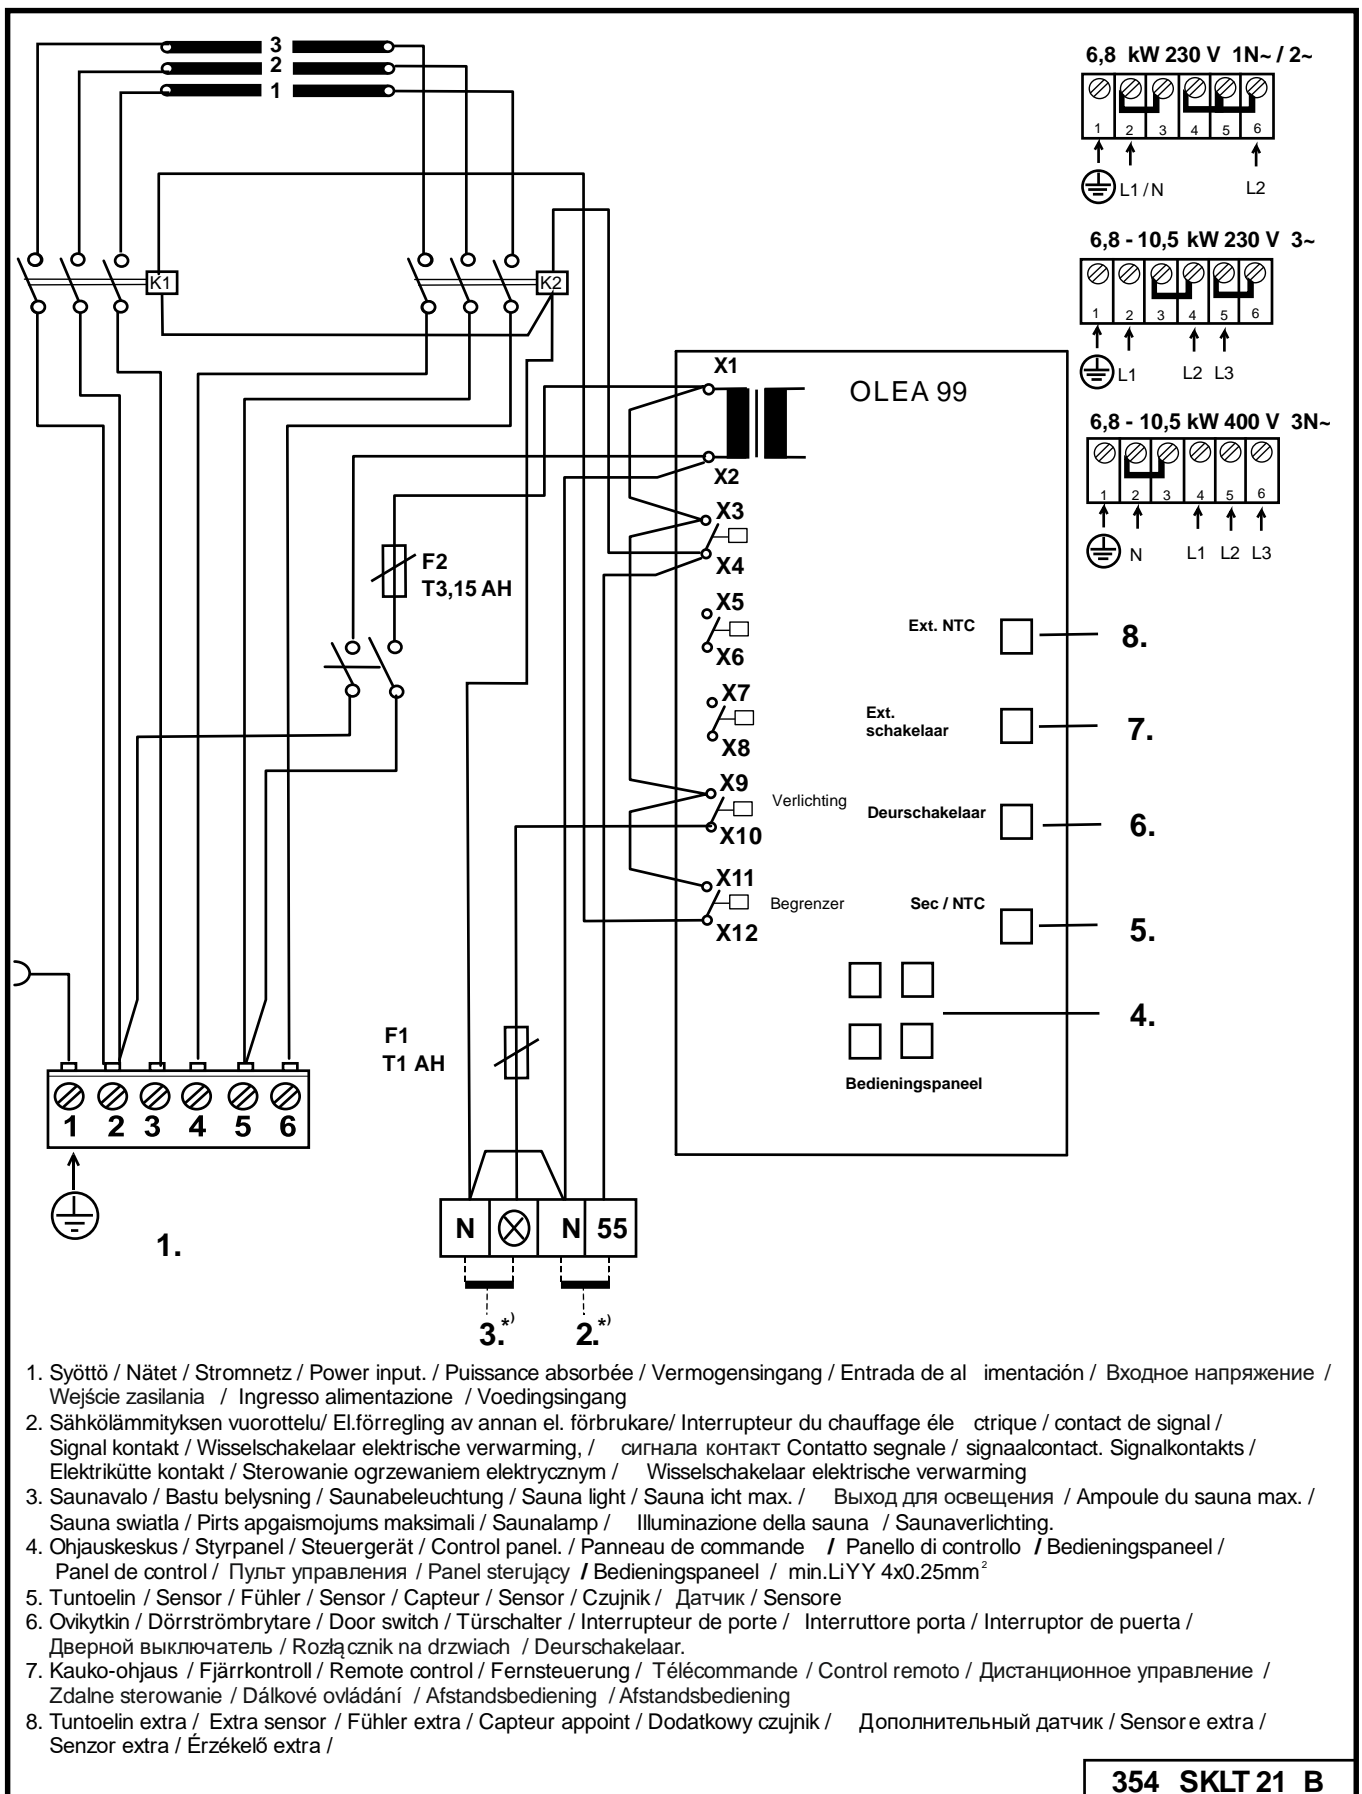 3
2
1
6,8 kW 230 V 1N~ / 2~
1 2 3 4 5 6
L1 / N L2
6,8 - 10,5 kW 230 V 3~
1 2 3 4 5 6
L1 L2 L3
6,8 - 10,5 kW 400 V 3N~
1 2 3 4 5 6
N L1 L2 L3
K1
K2
X1
OLEA 99
X2
X3
X4
F2
T3,15 AH
X5
X6
Ext. NTC
8.
X7
X8
Ext.
schakelaar
7.
X9
Verlichting
X10
Deurschakelaar
6.
X11
Begrenzer
X12
Sec / NTC
5.
4.
Bedieningspaneel
F1
T1 AH
1 2 3 4 5 6
1.
N N 55
3.*) 2.*)
1. Syöttö / Nätet / Stromnetz / Power input. / Puissance absorbée / Vermogensingang / Entrada de al imentación / Входное напряжение /
Wejście zasilania / Ingresso alimentazione / Voedingsingang
2. Sähkölämmityksen vuorottelu/ El.förregling av annan el. förbrukare/ Interrupteur du chauffage éle ctrique / contact de signal /
Signal kontakt / Wisselschakelaar elektrische verwarming, / сигнала контакт Contatto segnale / signaalcontact. Signalkontakts /
Elektrikütte kontakt / Sterowanie ogrzewaniem elektrycznym / Wisselschakelaar elektrische verwarming
3. Saunavalo / Bastu belysning / Saunabeleuchtung / Sauna light / Sauna icht max. / Выход для освещения / Ampoule du sauna max. /
Sauna swiatla / Pirts apgaismojums maksimali / Saunalamp / Illuminazione della sauna / Saunaverlichting.
4. Ohjauskeskus / Styrpanel / Steuergerät / Control panel. / Panneau de commande / Panello di controllo / Bedieningspaneel /
Panel de control / Пульт управления / Panel sterujący / Bedieningspaneel / min.LiYY 4x0.25mm²
5. Tuntoelin / Sensor / Fühler / Sensor / Capteur / Sensor / Czujnik / Датчик / Sensore
6. Ovikytkin / Dörrströmbrytare / Door switch / Türschalter / Interrupteur de porte / Interruttore porta / Interruptor de puerta /
Дверной выключатель / Rozłącznik na drzwiach / Deurschakelaar.
7. Kauko-ohjaus / Fjärrkontroll / Remote control / Fernsteuerung / Télécommande / Control remoto / Дистанционное управление /
Zdalne sterowanie / Dálkové ovládání / Afstandsbediening / Afstandsbediening
8. Tuntoelin extra / Extra sensor / Fühler extra / Capteur appoint / Dodatkowy czujnik / Дополнительный датчик / Sensore extra /
Senzor extra / Érzékelő extra /
354 SKLT 21 B